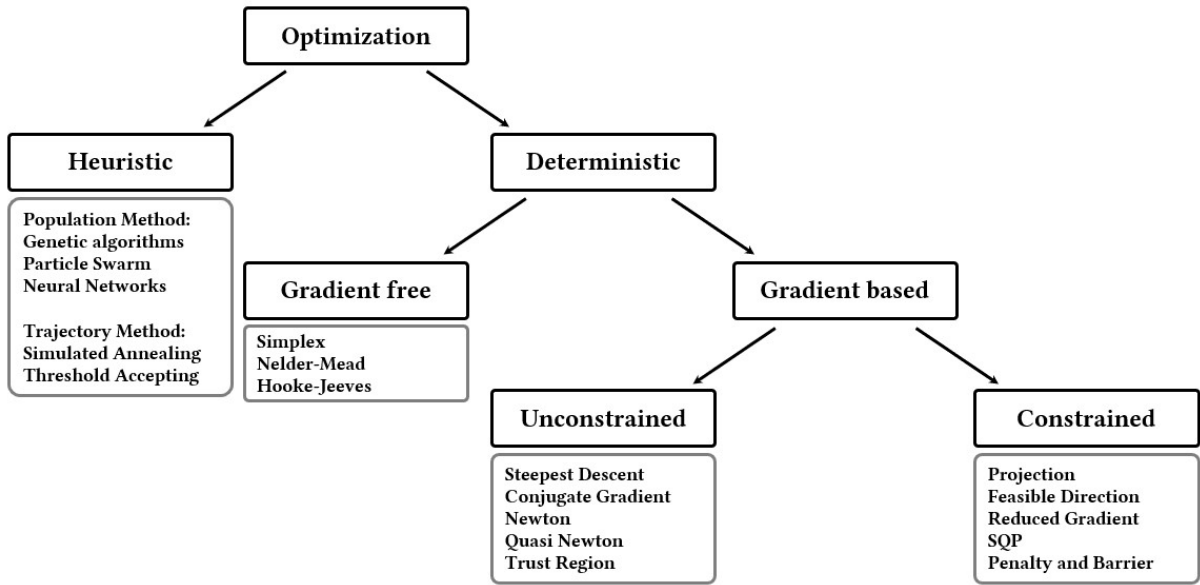 Optimization
Heuristic
Deterministic
Population Method:
Genetic algorithms
Particle Swarm
Neural Networks
Trajectory Method:
Simulated Annealing
Threshold Accepting
Gradient free
Gradient based
Simplex
Nelder-Mead
Hooke-Jeeves
Unconstrained
Constrained
Steepest Descent
Conjugate Gradient
Newton
Quasi Newton
Trust Region
Projection
Feasible Direction
Reduced Gradient
SQP
Penalty and Barrier